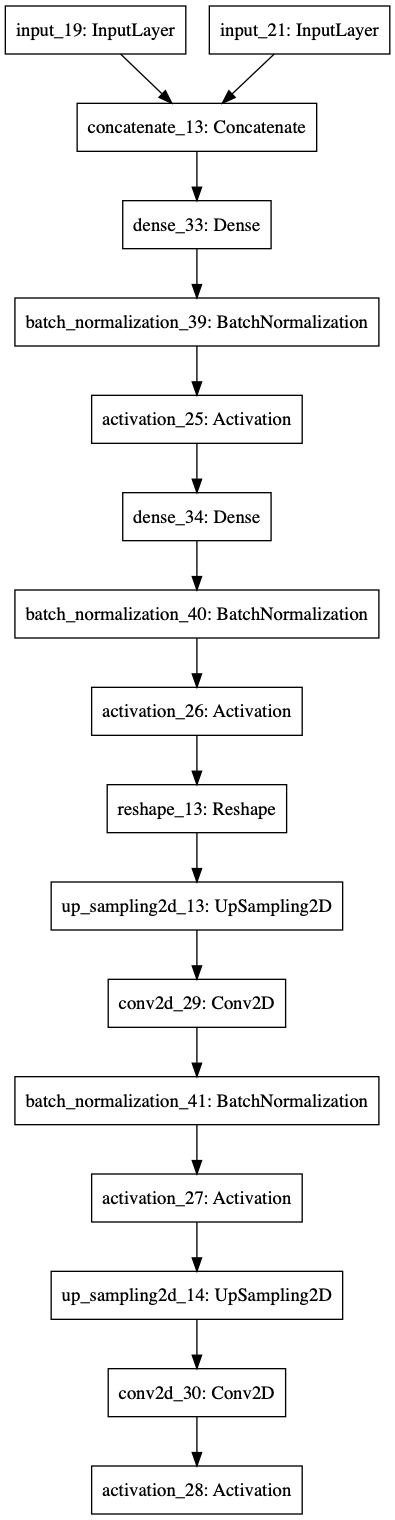 input_19: InputLayer
input_21: InputLayer
concatenate_13: Concatenate
dense_33: Dense
batch_normalization_39: BatchNormalization
activation_25: Activation
dense_34: Dense
batch_normalization_40: BatchNormalization
activation_26: Activation
reshape_13: Reshape
up_sampling2d_13: UpSampling2D
conv2d_29: Conv2D
batch_normalization_41: BatchNormalization
activation_27: Activation
up_sampling2d_14: UpSampling2D
conv2d_30: Conv2D
activation_28: Activation